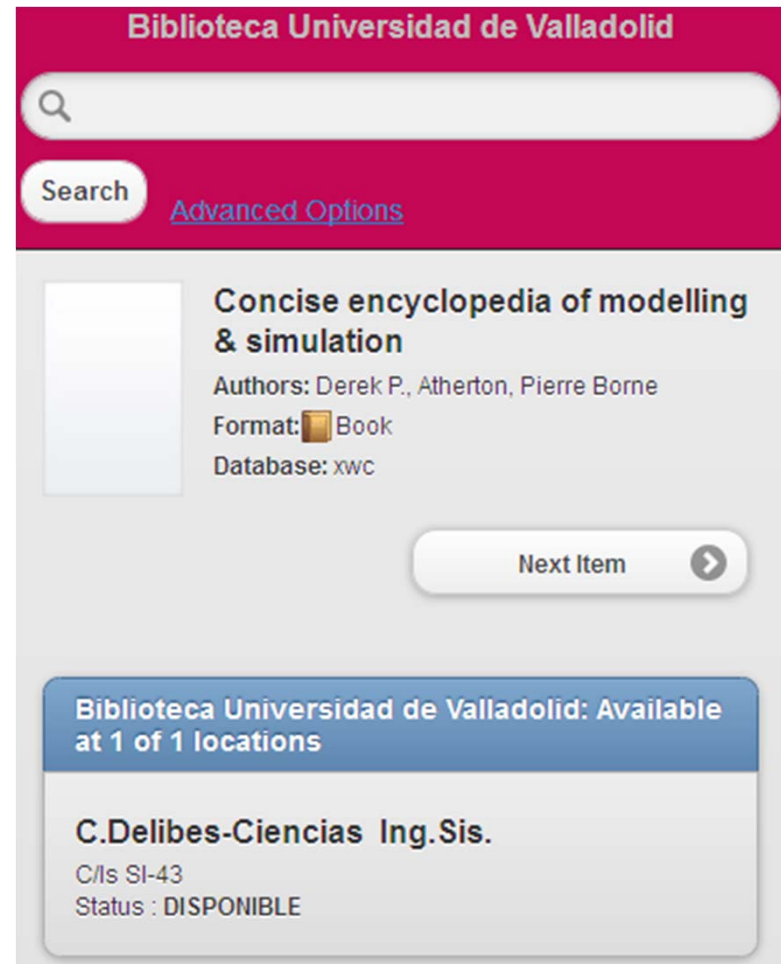 Biblioteca Universidad de Valladolid
Search
Advanced Options
Concise encyclopedia of modelling
& simulation
Authors: Derek P., Atherton, Pierre Borne
Format: Book
Database: xwc
Next Item
Biblioteca Universidad de Valladolid: Available
at 1 of 1 locations
C.Delibes-Ciencias Ing.Sis.
C/Is SI-43
Status : DISPONIBLE